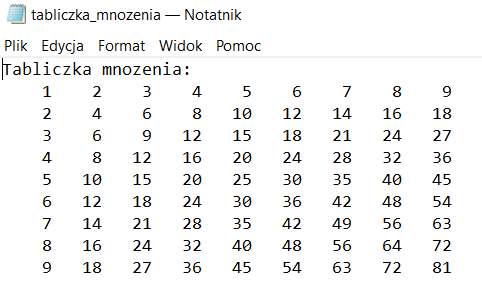 tabliczka_mnozenia — Notatnik
Plik Edycja Format Widok Pomoc
Tabliczka mnozenia:
1 2 3 4 5 6 7 8 9
2 4 6 8 10 12 14 16 18
3 6 9 12 15 18 21 24 27
4 8 12 16 20 24 28 32 36
5 10 15 20 25 30 35 40 45
6 12 18 24 30 36 42 48 54
7 14 21 28 35 42 49 56 63
8 16 24 32 40 48 56 64 72
9 18 27 36 45 54 63 72 81